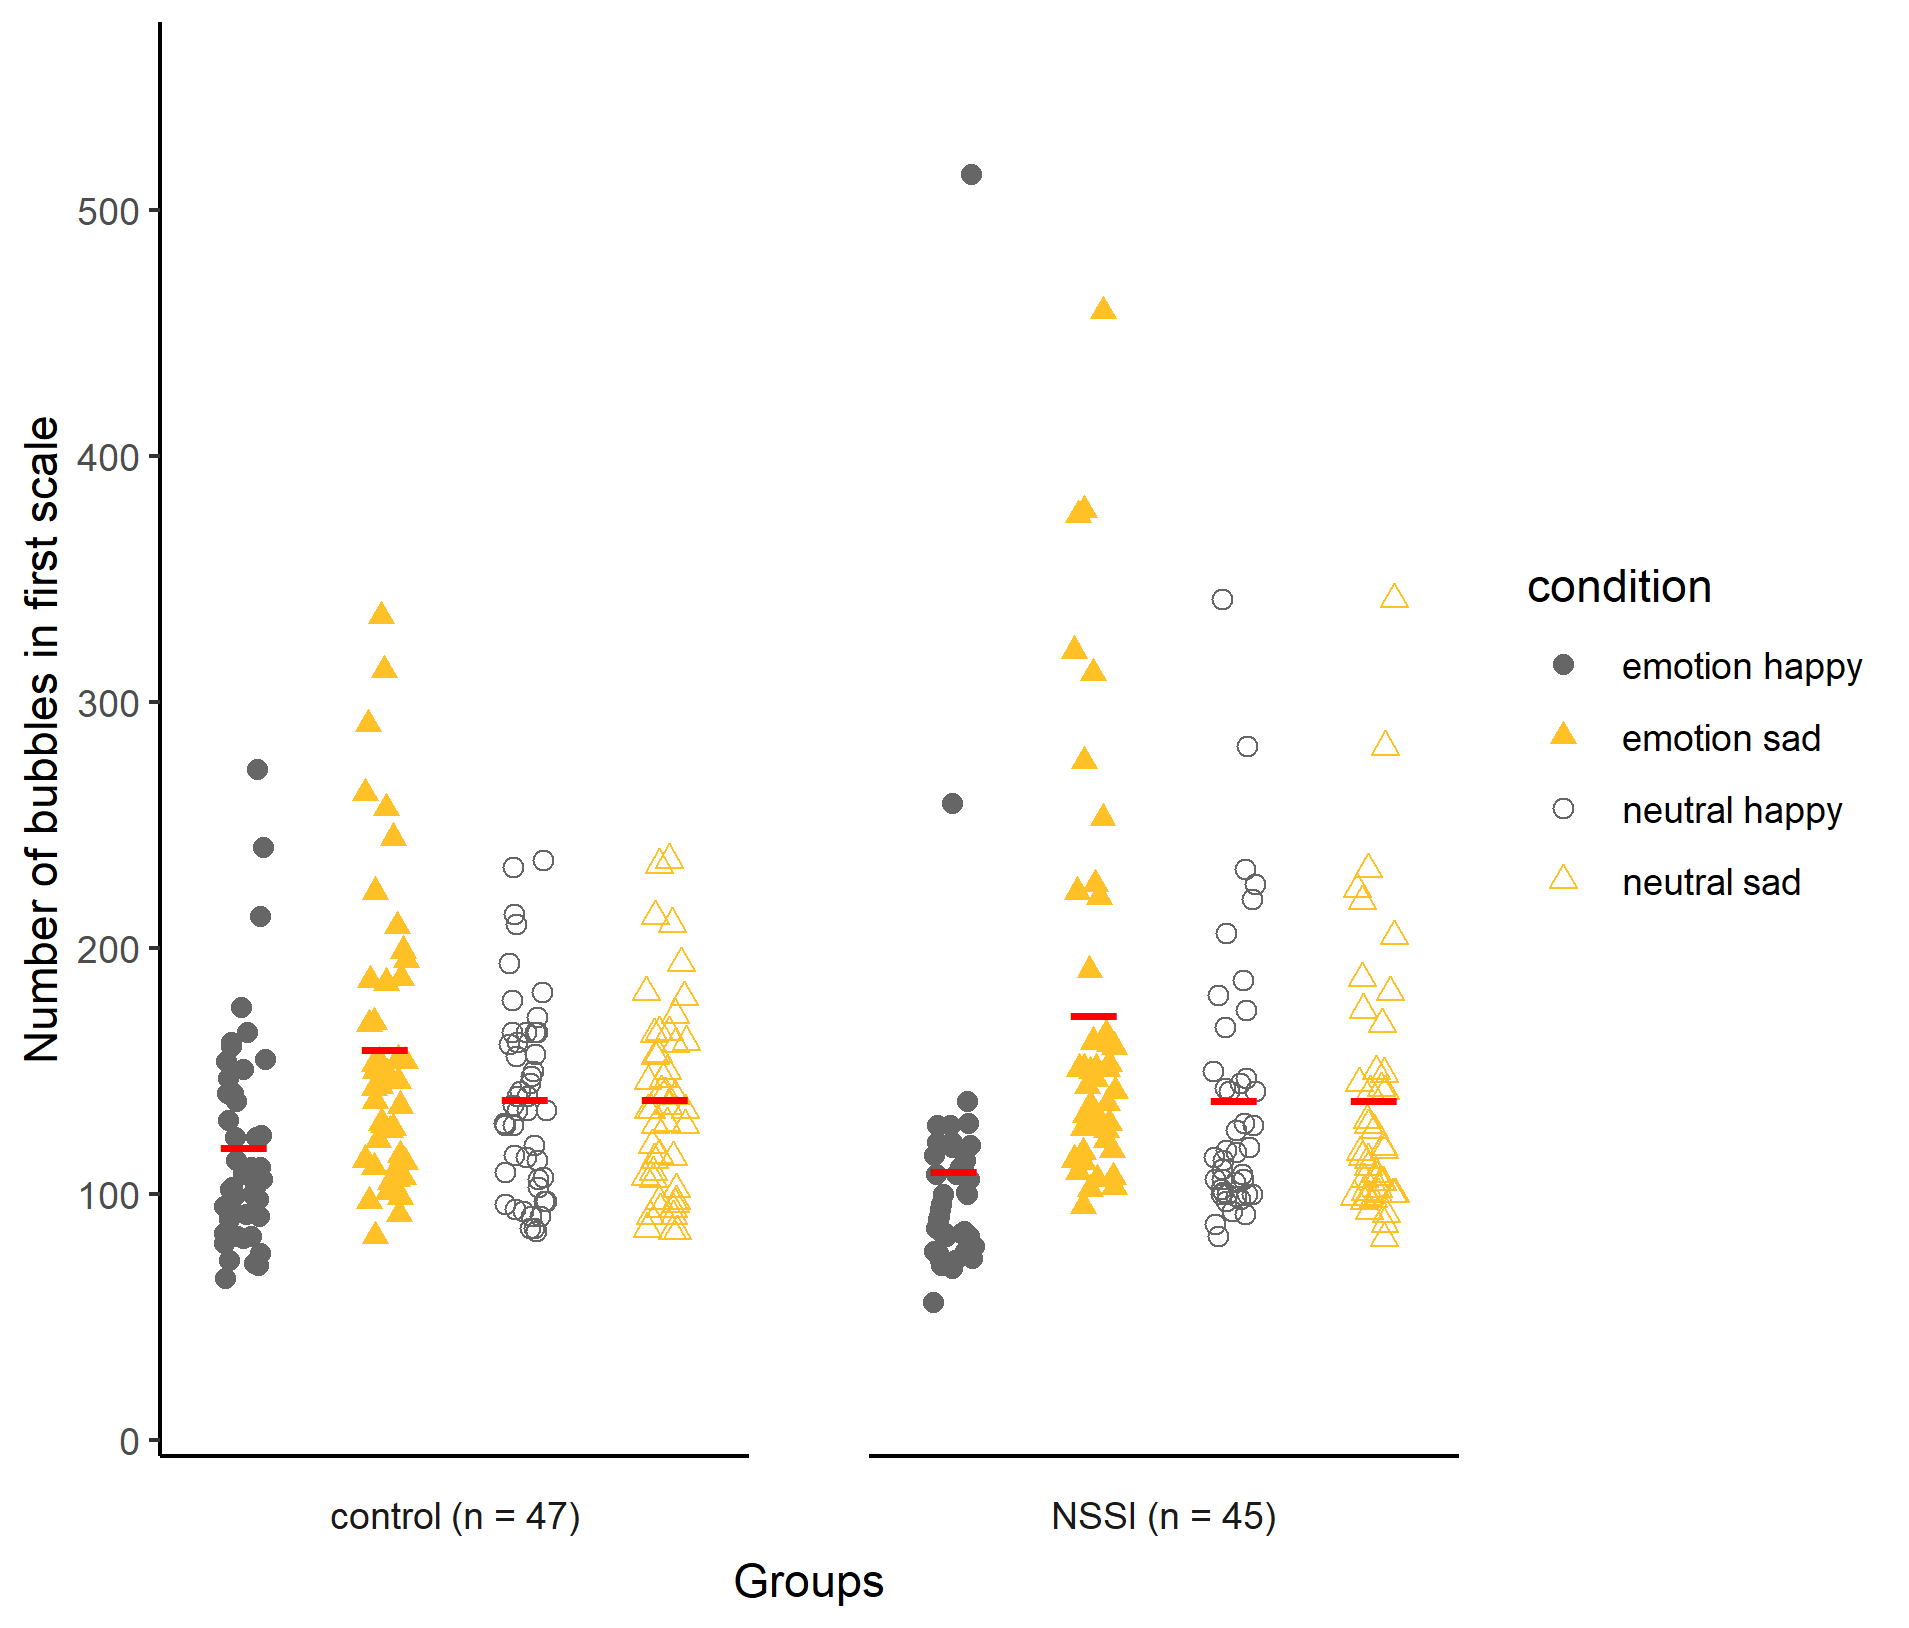 Number of bubbles in first scale
500
400
300
200
100
0
control (n = 47)
NSSI (n = 45)
Groups
condition
emotion happy
emotion sad
neutral happy
neutral sad